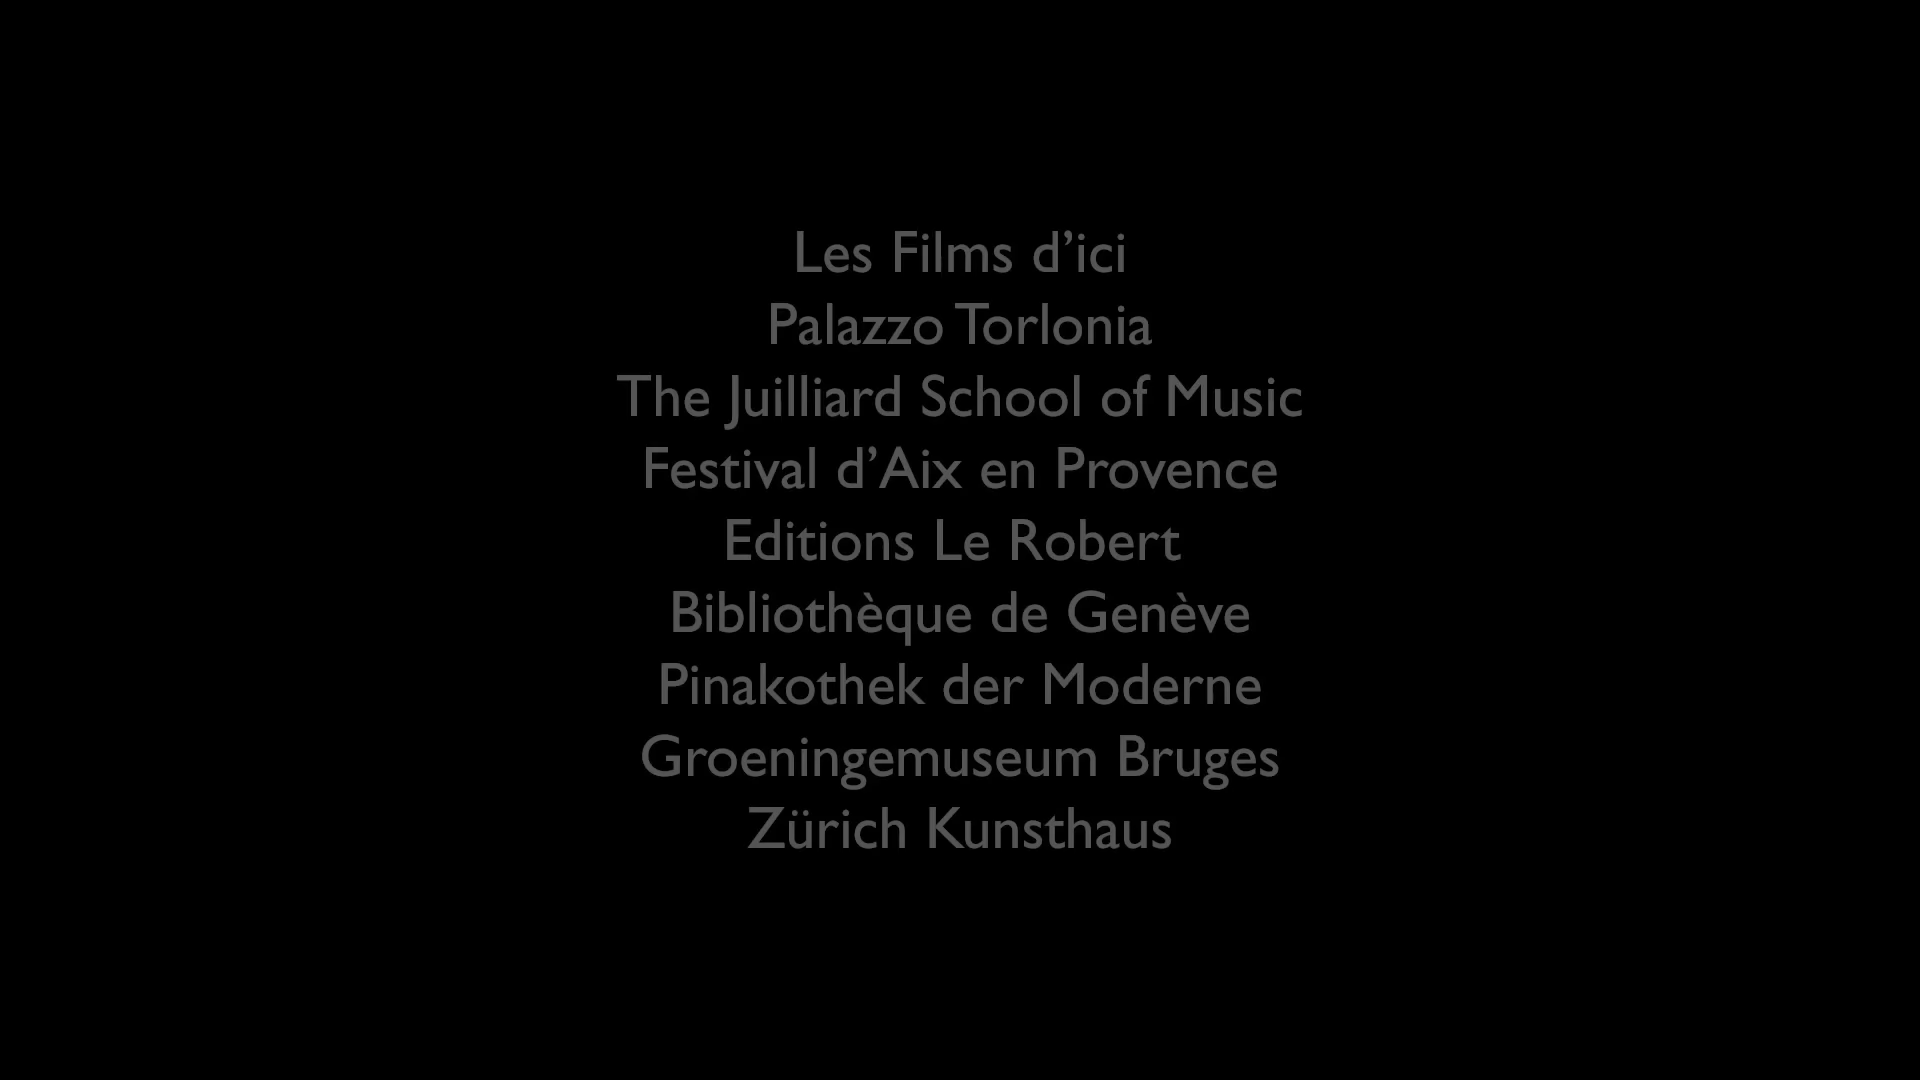 Les Films d’ici
Palazzo Torlonia
The Juilliard School of Music
Festival d’Aix en Provence
Editions Le Robert
Bibliothèque de Genève
Pinakothek der Moderne
Groeningemuseum Bruges
Zürich Kunsthaus